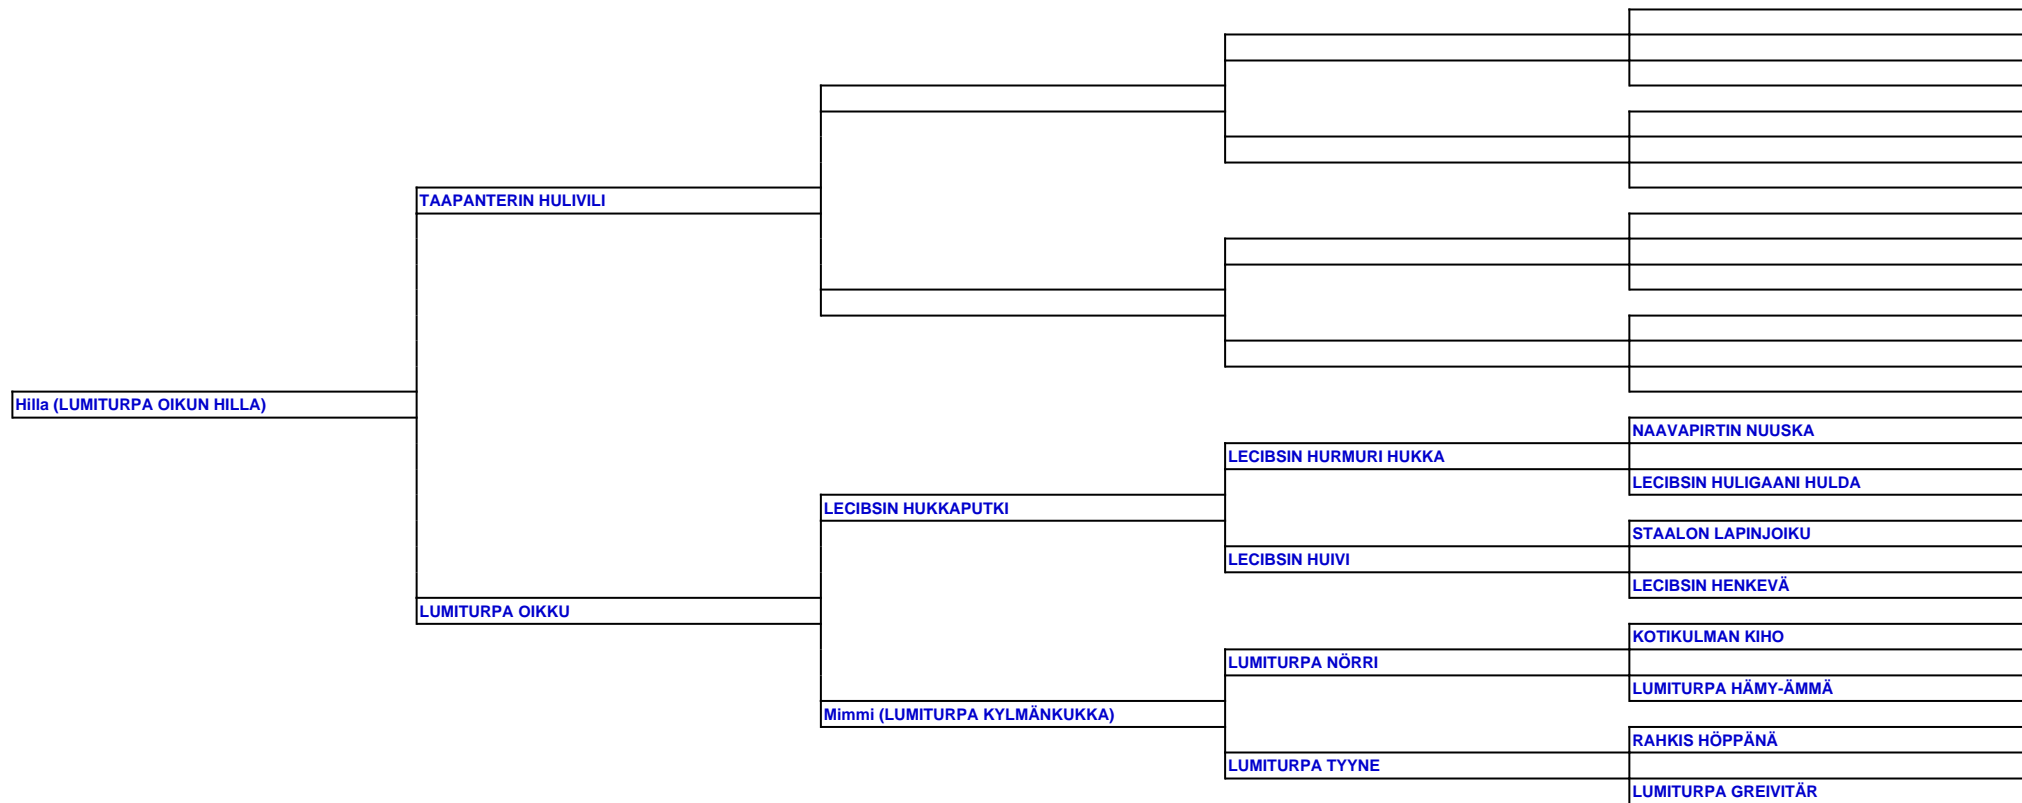 TAAPANTERIN HULIVILI
Hilla (LUMITURPA OIKUN HILLA)
NAAVAPIRTIN NUUSKA
LECIBSIN HURMURI HUKKA
LECIBSIN HULIGAANI HULDA
LECIBSIN HUKKAPUTKI
STAALON LAPINJOIKU
LECIBSIN HUIVI
LECIBSIN HENKEVÄ
LUMITURPA OIKKU
KOTIKULMAN KIHO
LUMITURPA NÖRRI
LUMITURPA HÄMY-ÄMMÄ
Mimmi (LUMITURPA KYLMÄNKUKKA)
RAHKIS HÖPPÄNÄ
LUMITURPA TYYNE
LUMITURPA GREIVITÄR